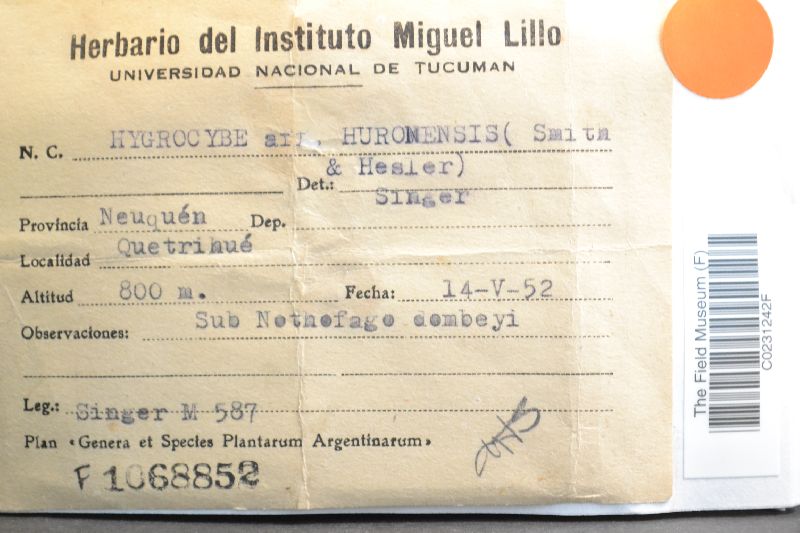 Herbario del Instituto Miguel Lillo
UNIVERSIDAD NACIONAL DE TUCUMAN
N. C. HYGROCYBE aff. HURONENSIS( Smith
& Hesler)
Det.: Singer
Provincia Neuquén Dep.
Localidad Quetrihué
Altitud 800 m. Fecha: 14-V-52
Observaciones: Sub Nothofago dombeyi
Leg.: Singer M 587
Plan «Genera et Species Plantarum Argentinarum»
F1068852
The Field Museum (F)
C0231242F